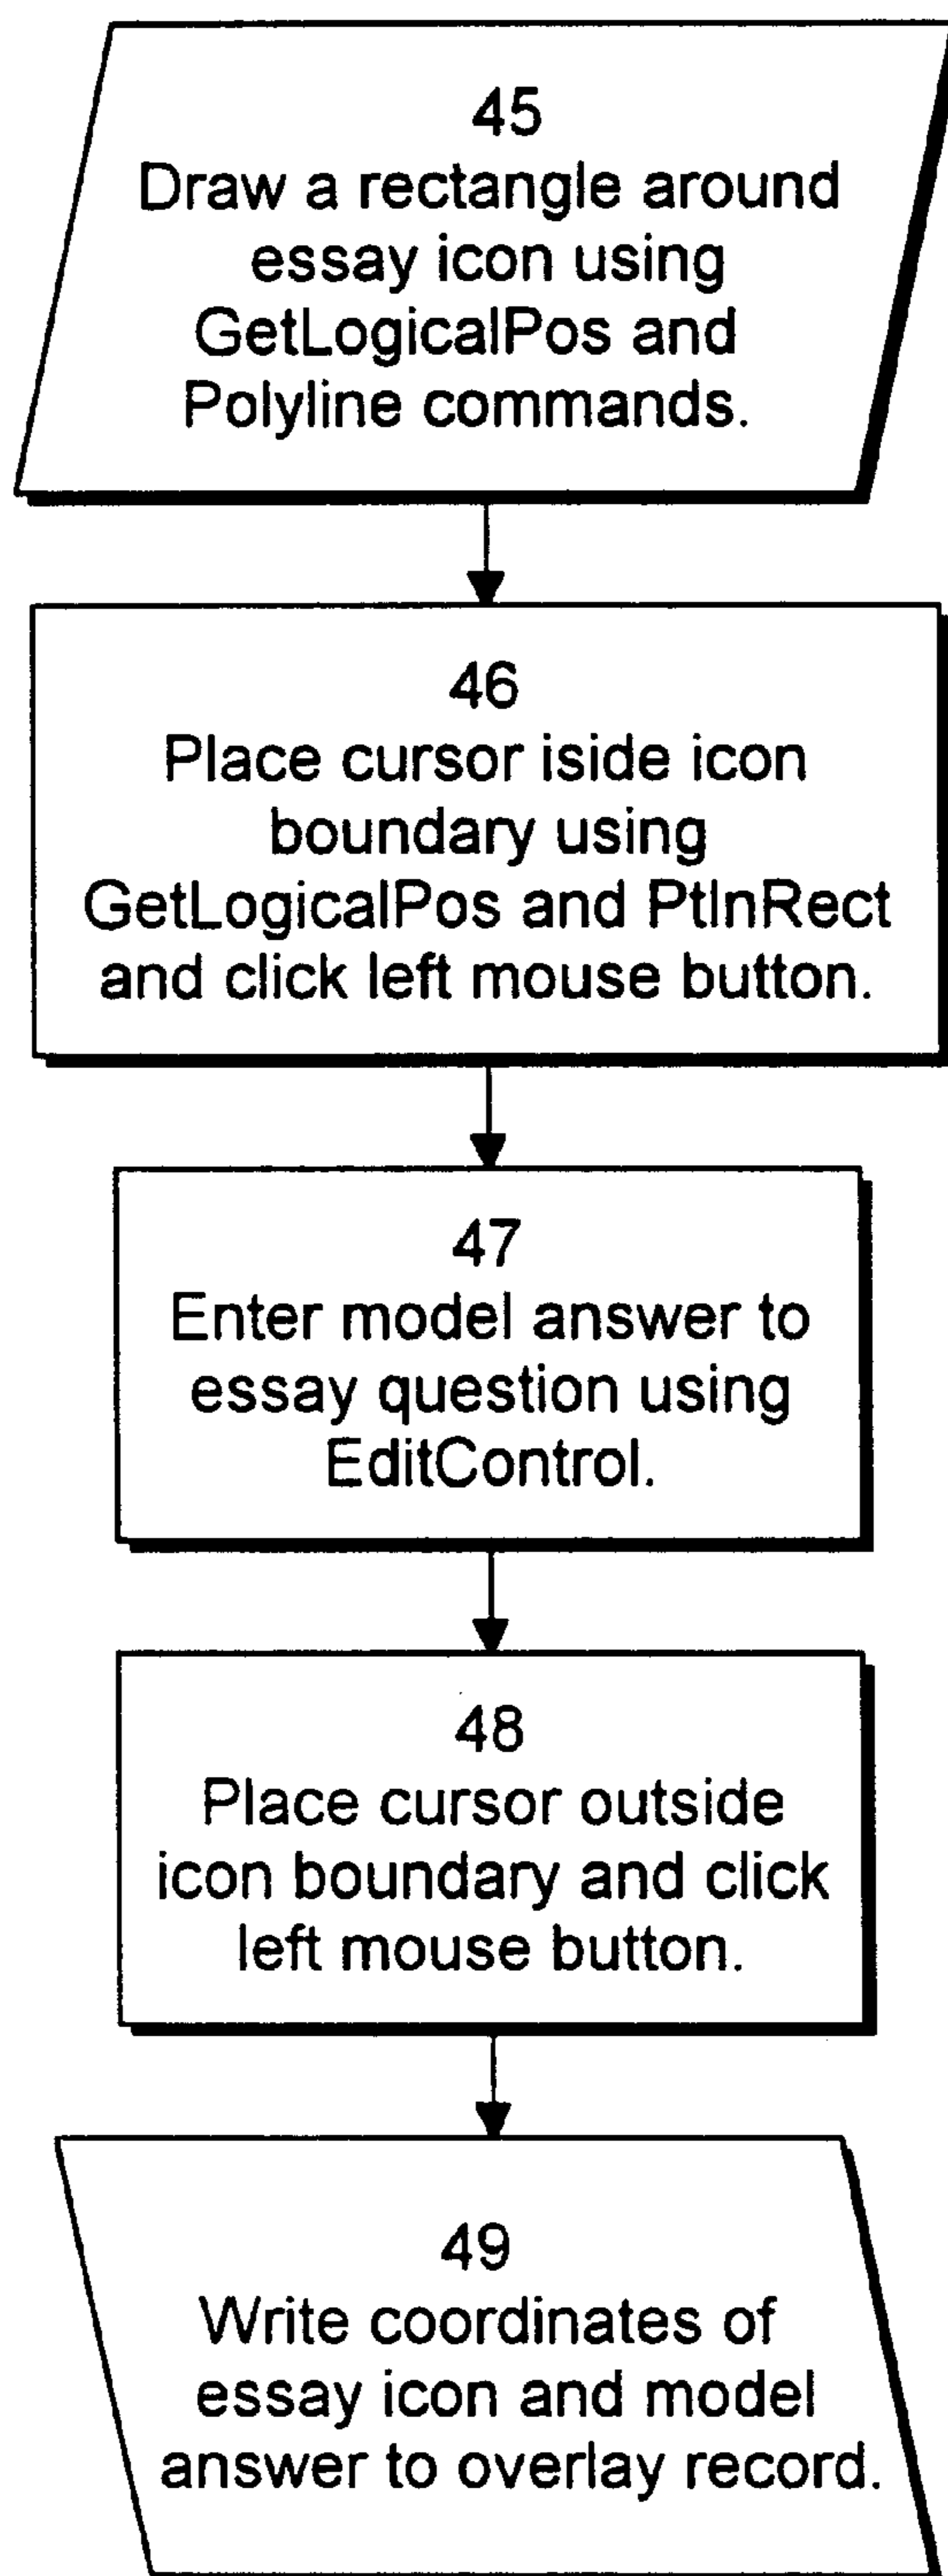 45
Draw a rectangle around
essay icon using
GetLogicalPos and
Polyline commands.
46
Place cursor iside icon
boundary using
GetLogicalPos and PtInRect
and click left mouse button.
47
Enter model answer to
essay question using
EditControl.
48
Place cursor outside
icon boundary and click
left mouse button.
49
Write coordinates of
essay icon and model
answer to overlay record.